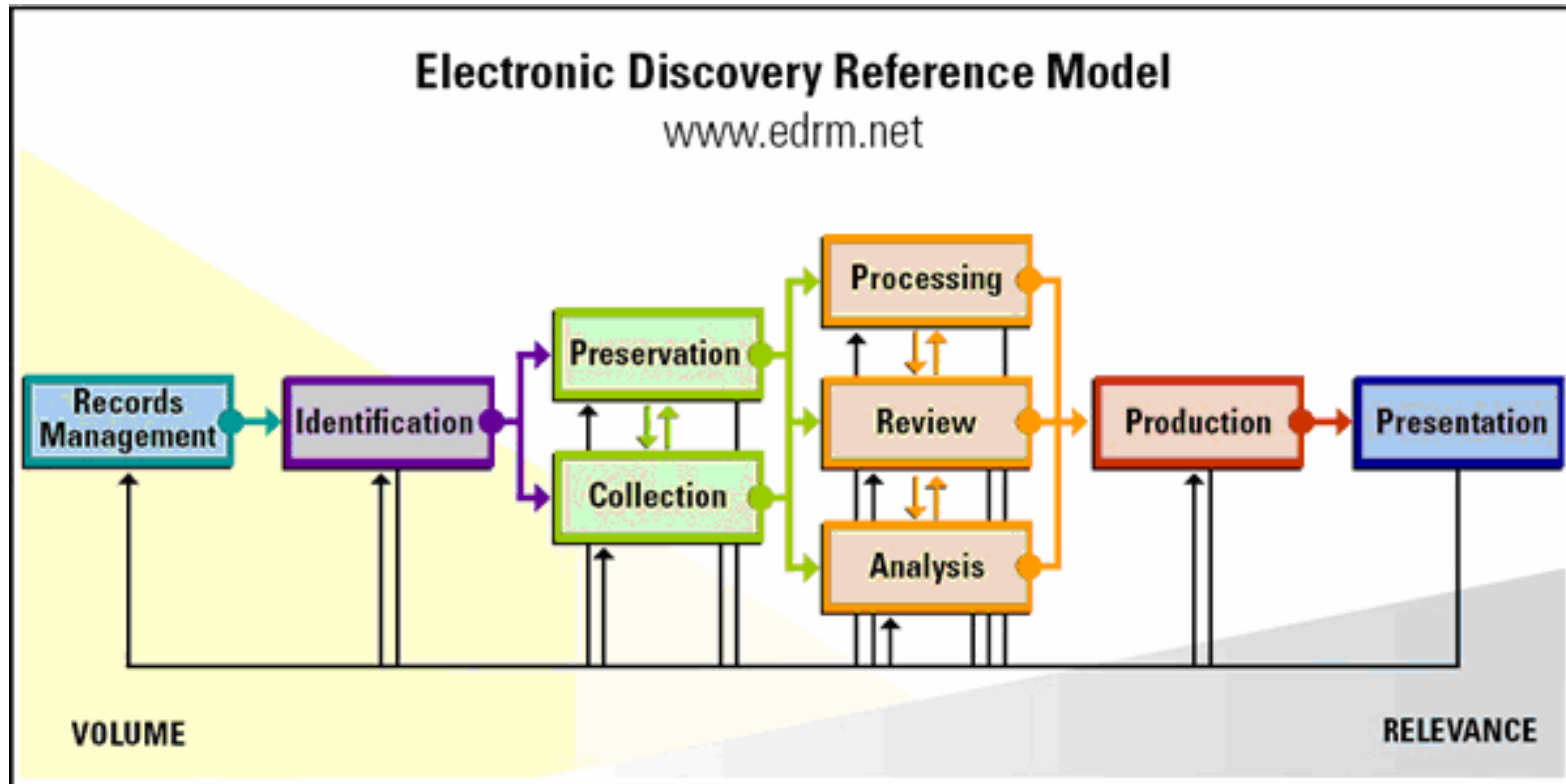 Electronic Discovery Reference Model
www.edrm.net
Records
Management
Identification
Preservation
Collection
Processing
Review
Analysis
Production
Presentation
VOLUME
RELEVANCE